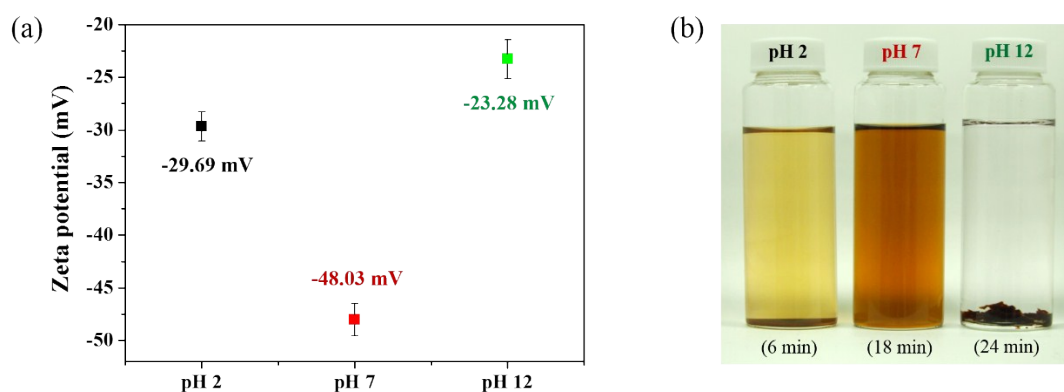 (a)
Zeta potential (mV)
-20
-25
-30
-35
-40
-45
-50
-29.69 mV
-48.03 mV
-23.28 mV
pH 2
pH 7
pH 12
(b)
pH 2
pH 7
pH 12
(6 min)
(18 min)
(24 min)